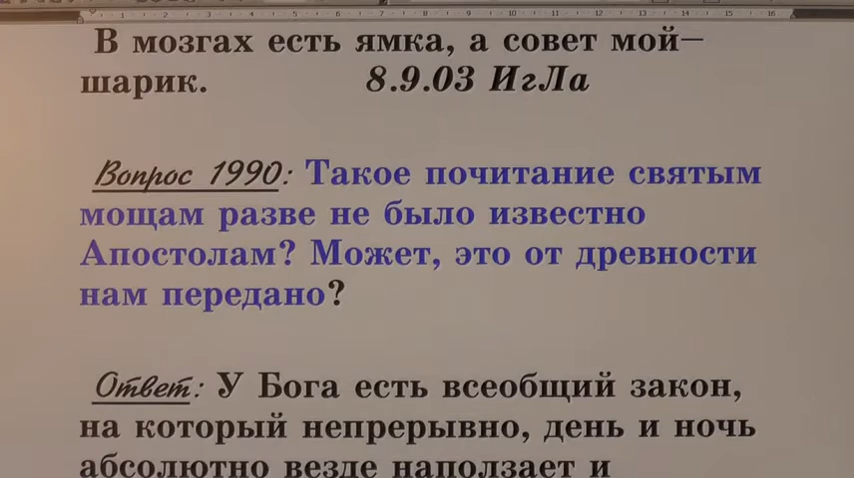 В мозгах есть ямка, а совет мой–
шарик. 8.9.03 ИгЛа
Вопрос 1990: Такое почитание святым
мощам разве не было известно
Апостолам? Может, это от древности
нам передано?
Ответ: У Бога есть всеобщий закон,
на который непрерывно, день и ночь
абсолютно везде наползает и